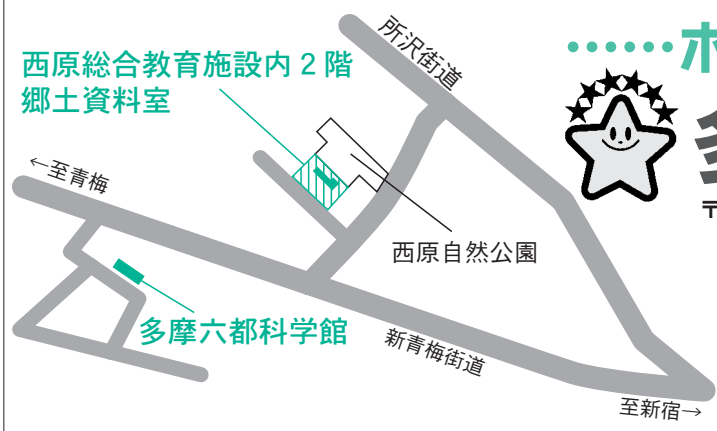 西原総合教育施設内2階
郷土資料室
所沢街道
←至青梅
西原自然公園
多摩六都科学館
新青梅街道
至新宿→
〒